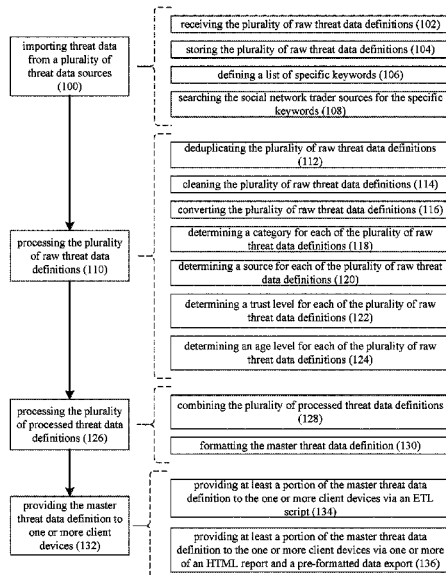 importing threat data
from a plurality of
threat data sources
(100)
receiving the plurality of raw threat data definitions (102)
storing the plurality of raw threat data definitions (104)
defining a list of specific keywords (106)
searching the social network trader sources for the specific
keywords (108)
processing the plurality
of raw threat data
definitions (110)
deduplicating the plurality of raw threat data definitions
(112)
cleaning the plurality of raw threat data definitions (114)
converting the plurality of raw threat data definitions (116)
determining a category for each of the plurality of raw
threat data definitions (118)
determining a source for each of the plurality of raw threat
data definitions (120)
determining a trust level for each of the plurality of raw
threat data definitions (122)
determining an age level for each of the plurality of raw
threat data definitions (124)
processing the plurality
of processed threat data
definitions (126)
combining the plurality of processed threat data definitions
(128)
formatting the master threat data definition (130)
providing the master
threat data definition to
one or more client
devices (132)
providing at least a portion of the master threat data
definition to the one or more client devices via an ETL
script (134)
providing at least a portion of the master threat data
definition to the one or more client devices via one or more
of an HTML report and a pre-formatted data export (136)